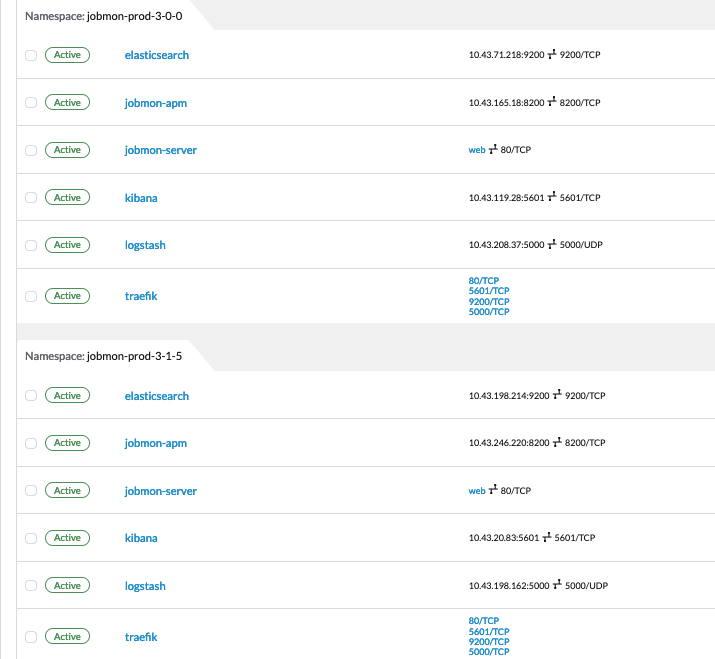 Namespace: jobmon-prod-3-0-0
Active elasticsearch 10.43.71.218:9200 9200/TCP
Active jobmon-apm 10.43.165.18:8200 8200/TCP
Active jobmon-server web 80/TCP
Active kibana 10.43.119.28:5601 5601/TCP
Active logstash 10.43.208.37:5000 5000/UDP
Active traefik 80/TCP
5601/TCP
9200/TCP
5000/TCP
Namespace: jobmon-prod-3-1-5
Active elasticsearch 10.43.198.214:9200 9200/TCP
Active jobmon-apm 10.43.246.220:8200 8200/TCP
Active jobmon-server web 80/TCP
Active kibana 10.43.20.83:5601 5601/TCP
Active logstash 10.43.198.162:5000 5000/UDP
Active traefik 80/TCP
5601/TCP
9200/TCP
5000/TCP